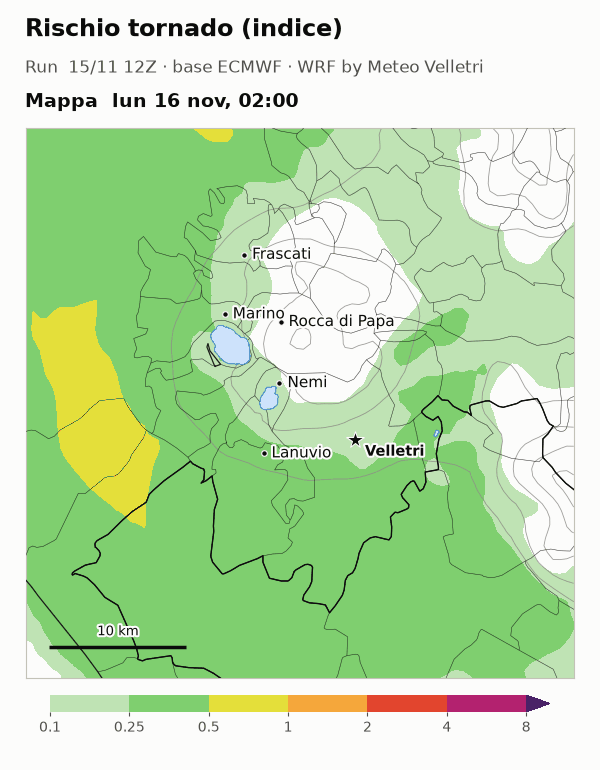 Rischio tornado (indice)
Run  15/11 12Z · base ECMWF · WRF by Meteo Velletri
Mappa  lun 16 nov, 02:00
Frascati
Marino
Rocca di Papa
Nemi
Velletri
Lanuvio
10 km
0.1 0.25 0.5 1 2 4 8